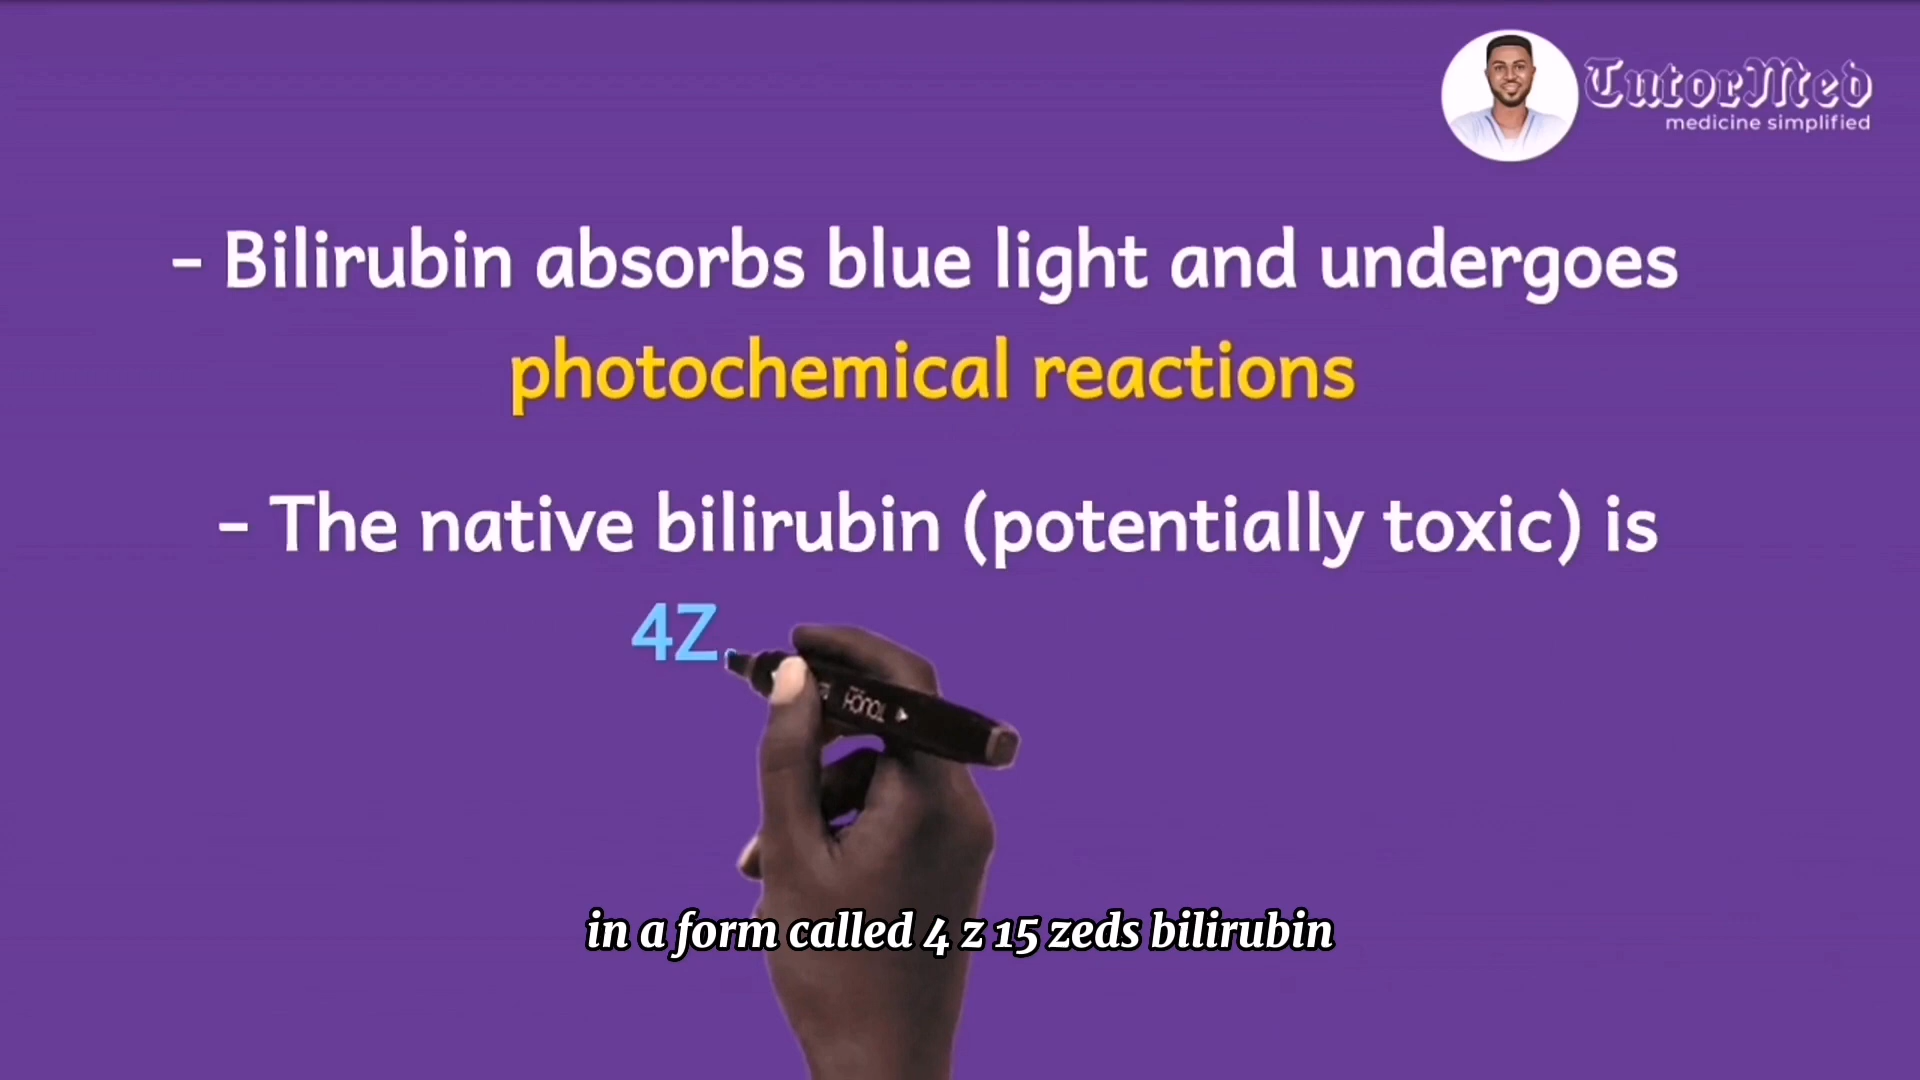 TutorMed
medicine simplified
- Bilirubin absorbs blue light and undergoes
photochemical reactions
- The native bilirubin (potentially toxic) is
4Z,
TOUCH
in a form called 4 z 15 zeds bilirubin